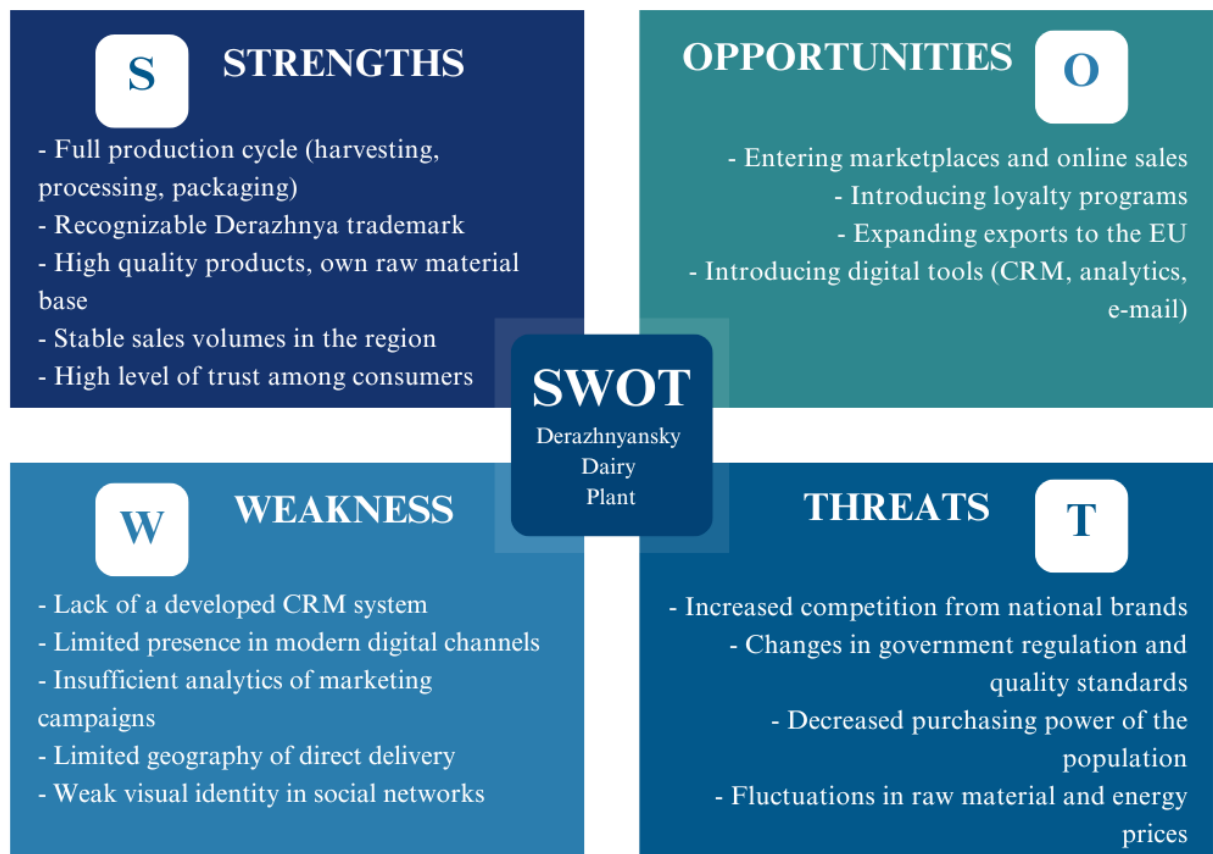 S
STRENGTHS
- Full production cycle (harvesting,
processing, packaging)
- Recognizable Derazhnya trademark
- High quality products, own raw material
base
- Stable sales volumes in the region
- High level of trust among consumers
OPPORTUNITIES
O
- Entering marketplaces and online sales
- Introducing loyalty programs
- Expanding exports to the EU
- Introducing digital tools (CRM, analytics,
e-mail)
SWOT
Derazhnyansky
Dairy
Plant
W
WEAKNESS
- Lack of a developed CRM system
- Limited presence in modern digital channels
- Insufficient analytics of marketing
campaigns
- Limited geography of direct delivery
- Weak visual identity in social networks
THREATS
T
- Increased competition from national brands
- Changes in government regulation and
quality standards
- Decreased purchasing power of the
population
- Fluctuations in raw material and energy
prices